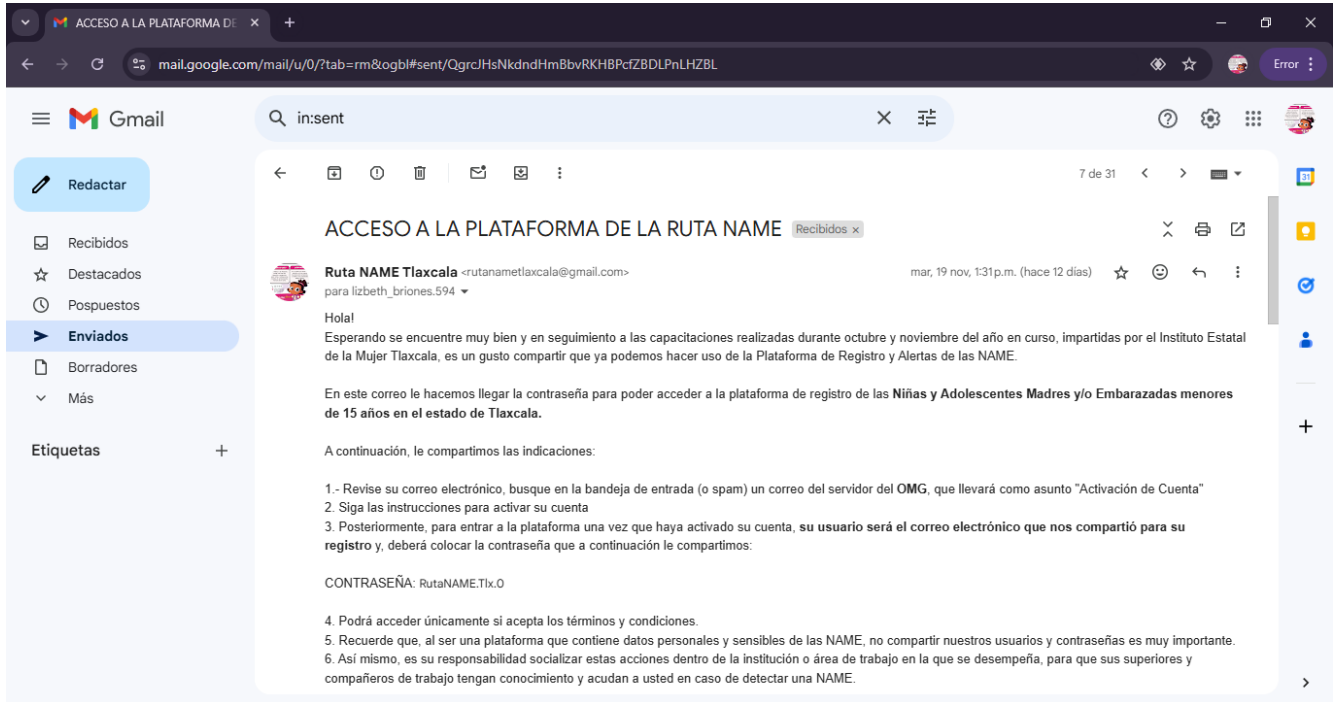 ACCESO A LA PLATAFORMA DE
Error
mail.google.com/mail/u/0/?tab=rm&ogbl#sent/QgrcJHsNkdndHmBbvRKHBPcfZBDLPnLHZBL
Gmail
in:sent
Redactar
7 de 31
Recibidos
Destacados
Pospuestos
Enviados
Borradores
Más
Etiquetas
ACCESO A LA PLATAFORMA DE LA RUTA NAME Recibidos x
Ruta NAME Tlaxcala <rutanametlaxcala@gmail.com> mar, 19 nov, 1:31 p.m. (hace 12 días)
para lizbeth_briones.594
Hola!
Esperando se encuentre muy bien y en seguimiento a las capacitaciones realizadas durante octubre y noviembre del año en curso, impartidas por el Instituto Estatal
de la Mujer Tlaxcala, es un gusto compartir que ya podemos hacer uso de la Plataforma de Registro y Alertas de las NAME.
En este correo le hacemos llegar la contraseña para poder acceder a la plataforma de registro de las Niñas y Adolescentes Madres y/o Embarazadas menores
de 15 años en el estado de Tlaxcala.
A continuación, le compartimos las indicaciones:
1.- Revise su correo electrónico, busque en la bandeja de entrada (o spam) un correo del servidor del OMG, que llevará como asunto "Activación de Cuenta"
2. Siga las instrucciones para activar su cuenta
3. Posteriormente, para entrar a la plataforma una vez que haya activado su cuenta, su usuario será el correo electrónico que nos compartió para su
registro y, deberá colocar la contraseña que a continuación le compartimos:
CONTRASEÑA: RutaNAME.Tlx.0
4. Podrá acceder únicamente si acepta los términos y condiciones.
5. Recuerde que, al ser una plataforma que contiene datos personales y sensibles de las NAME, no compartir nuestros usuarios y contraseñas es muy importante.
6. Así mismo, es su responsabilidad socializar estas acciones dentro de la institución o área de trabajo en la que se desempeña, para que sus superiores y
compañeros de trabajo tengan conocimiento y acudan a usted en caso de detectar una NAME.
31